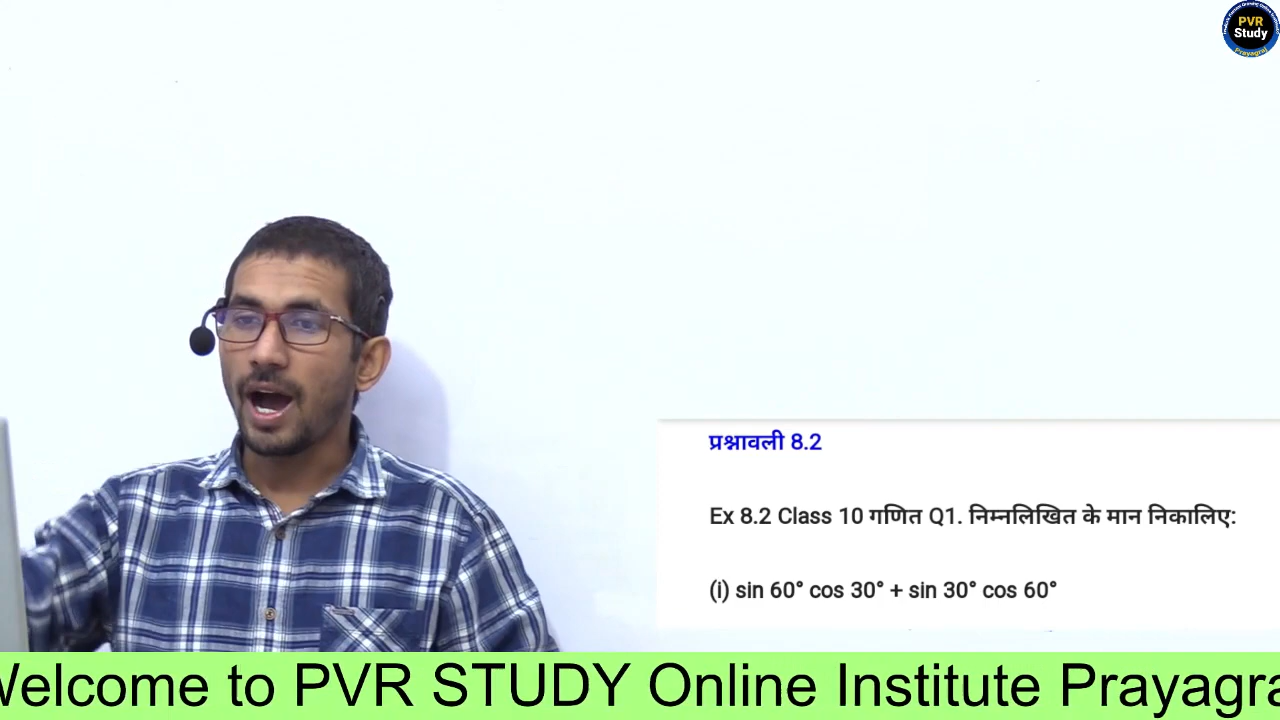 PVR
Study
Prayagraj
प्रश्नावली 8.2
Ex 8.2 Class 10 गणित Q1. निम्नलिखित के मान निकालिए:
(i) sin 60° cos 30° + sin 30° cos 60°
Welcome to PVR STUDY Online Institute Prayagra